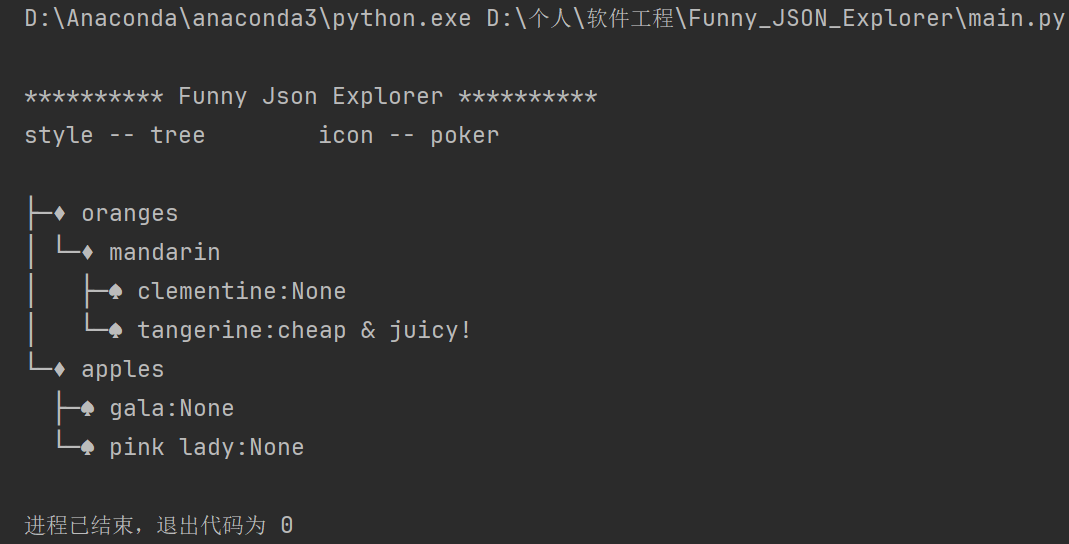 D:\Anaconda\anaconda3\python.exe D:\个人\软件工程\Funny_JSON_Explorer\main.py
********** Funny Json Explorer **********
style -- tree        icon -- poker
├─♦ oranges
│ └─♦ mandarin
│   ├─♠ clementine:None
│   └─♠ tangerine:cheap & juicy!
└─♦ apples
  ├─♠ gala:None
  └─♠ pink lady:None
进程已结束，退出代码为 0